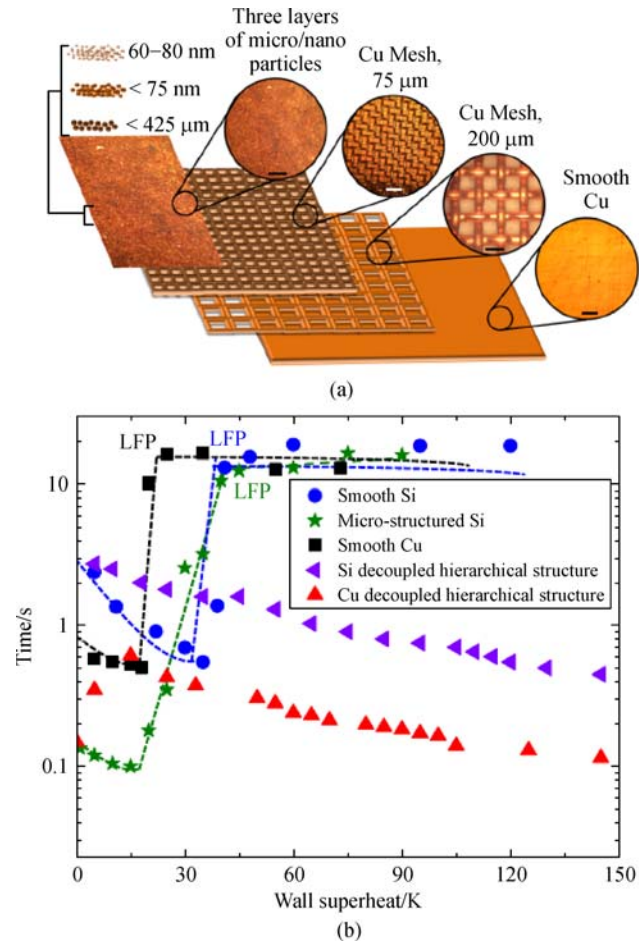 60−80 nm
< 75 nm
< 425 μm
Three layers
of micro/nano
particles
Cu Mesh,
75 μm
Cu Mesh,
200 μm
Smooth
Cu
(a)
LFP
LFP
LFP
Smooth Si
Micro-structured Si
Smooth Cu
Si decoupled hierarchical structure
Cu decoupled hierarchical structure
10
1
0.1
Time/s
0
30
60
90
120
150
Wall superheat/K
(b)